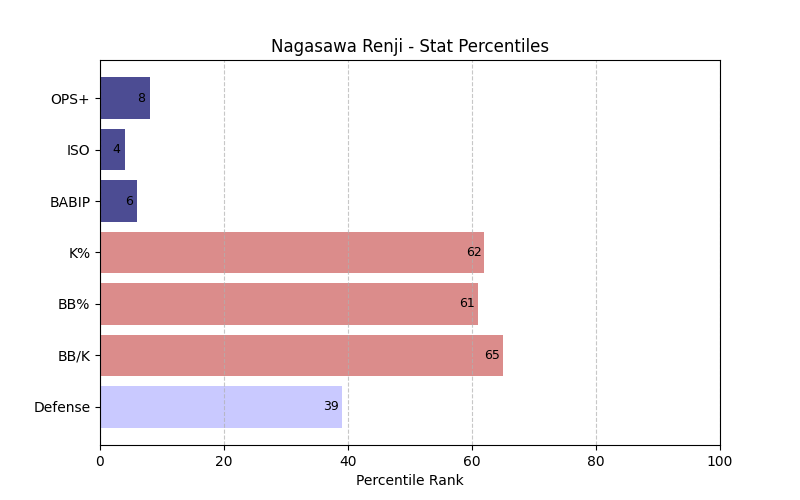 Nagasawa Renji - Stat Percentiles
OPS+ 8
ISO 4
BABIP 6
K% 62
BB% 61
BB/K 65
Defense 39
0 20 40 60 80 100
Percentile Rank